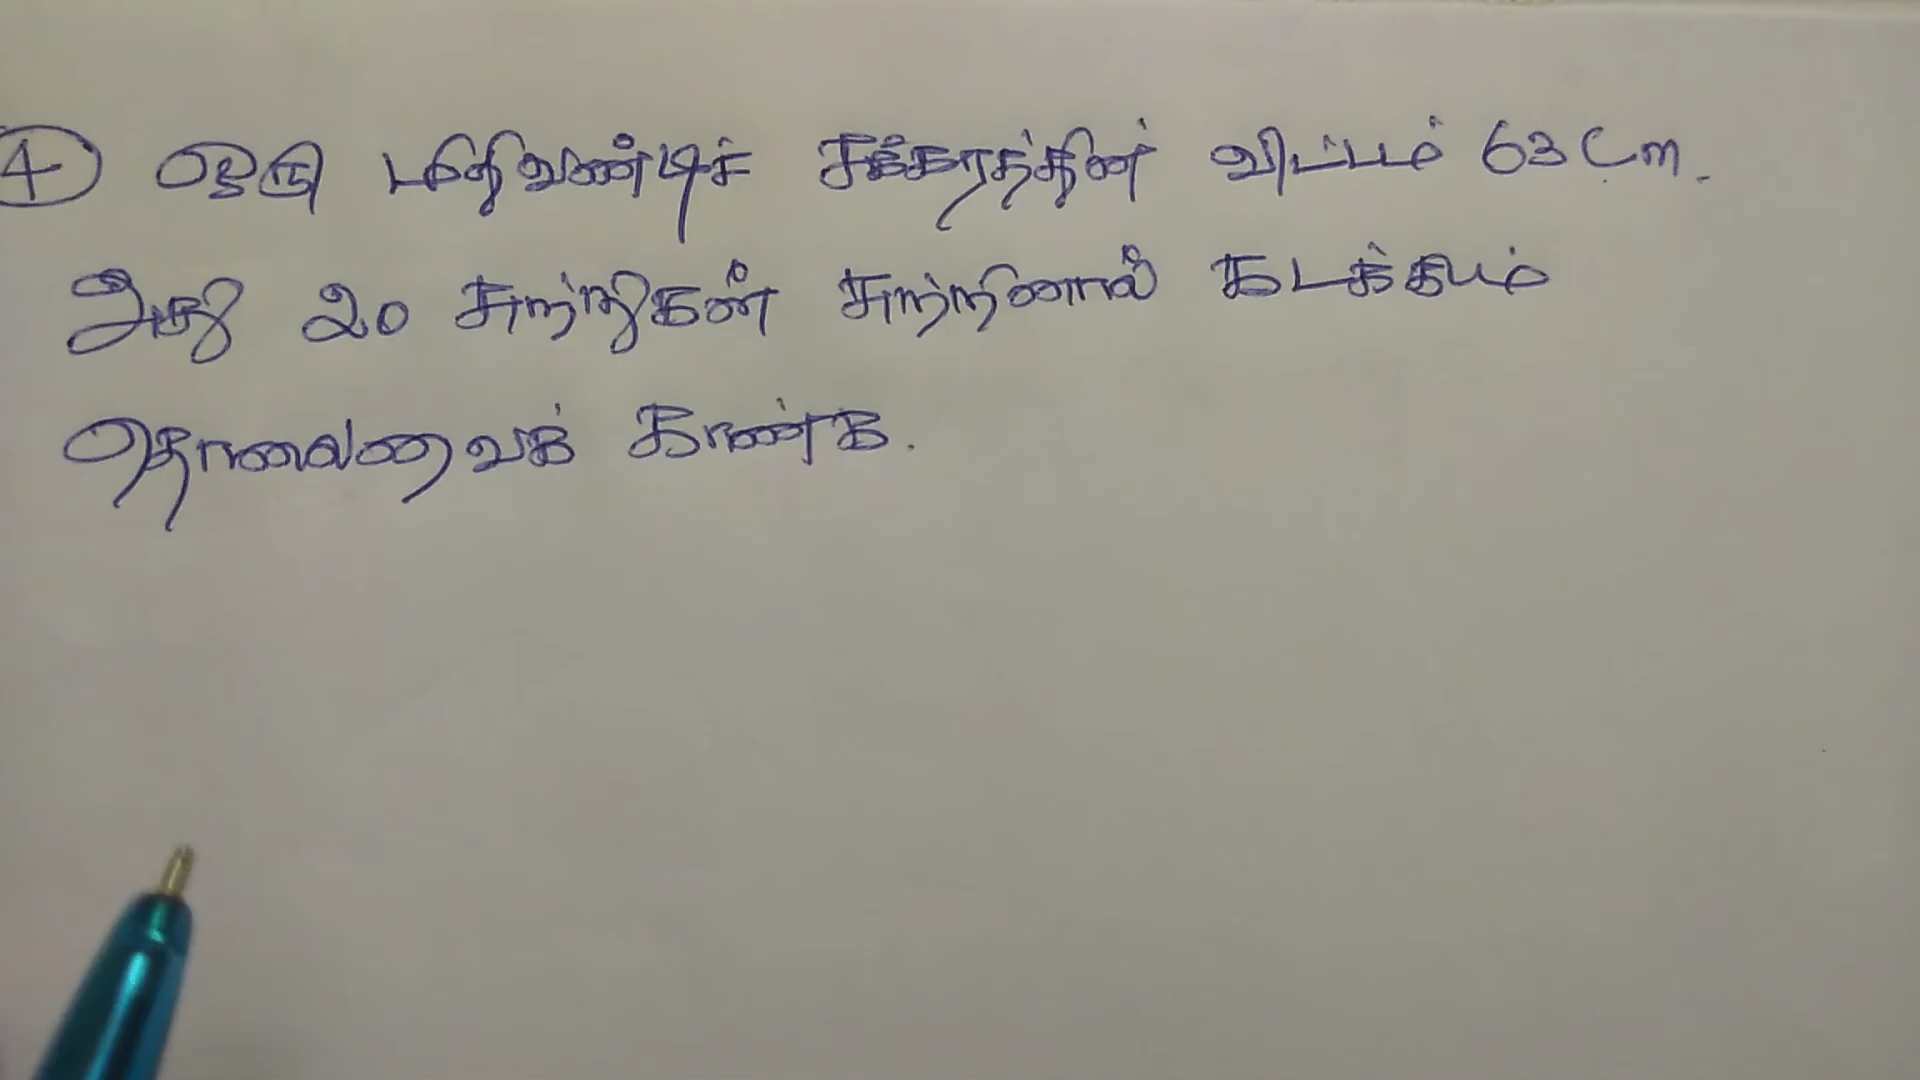 ④ ஒரு மிதிவண்டிச் சக்கரத்தின் விட்டம் 63 cm.
அது 20 சுற்றுகள் சுற்றினால் கடக்கும்
தொலைவைக் காண்க.